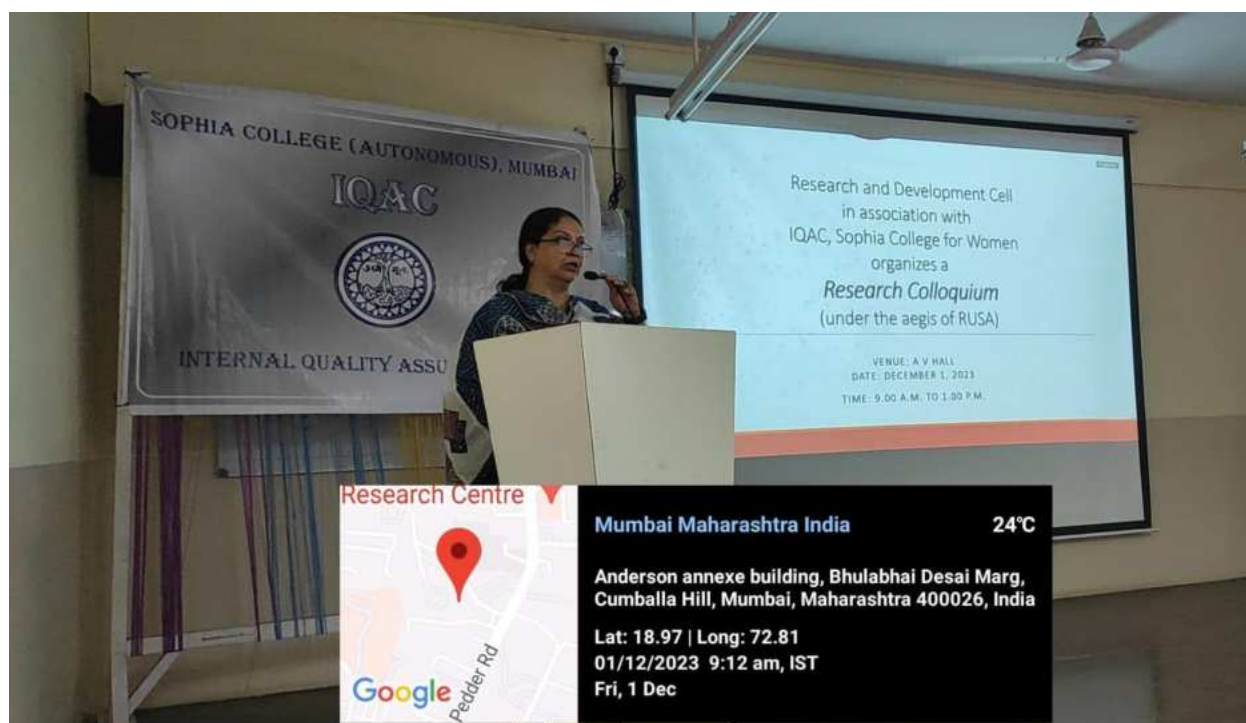 SOPHIA COLLEGE (AUTONOMOUS), MUMBAI
IQAC
INTERNAL QUALITY ASSU
Research and Development Cell
in association with
IQAC, Sophia College for Women
organizes a
Research Colloquium
(under the aegis of RUSA)
VENUE: A V HALL
DATE: DECEMBER 1, 2023
TIME: 9.00 A.M. TO 1.00 P.M.
Research Centre
Pedder Rd
Google
Mumbai Maharashtra India
24°C
Anderson annexe building, Bhulabhai Desai Marg,
Cumballa Hill, Mumbai, Maharashtra 400026, India
Lat: 18.97 | Long: 72.81
01/12/2023 9:12 am, IST
Fri, 1 Dec